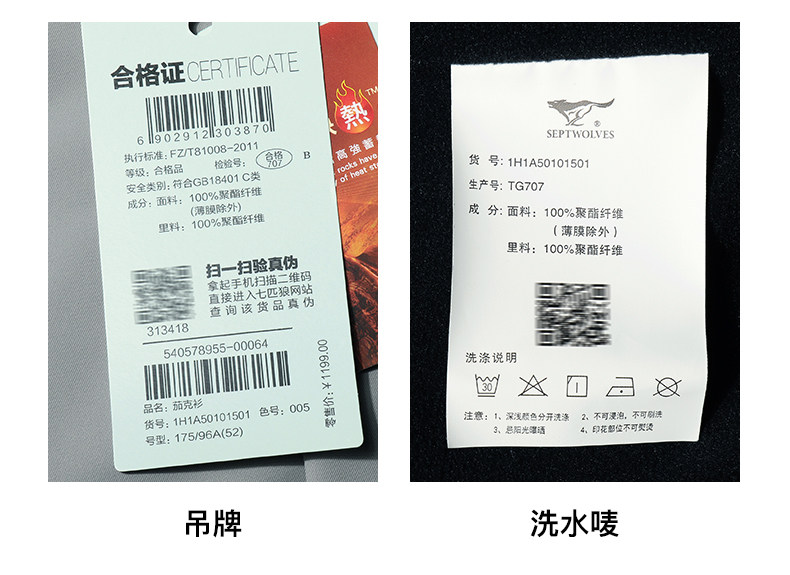 合格证CERTIFICATE
6 902912 303870
执行标准: FZ/T81008-2011
等级: 合格品 检验号: 合格 707 B
安全类别: 符合GB18401 C类
成分: 面料: 100%聚酯纤维
(薄膜除外)
里料: 100%聚酯纤维
扫一扫验真伪
拿起手机扫描二维码
直接进入七匹狼网站
查询该货品真伪
313418
540578955-00064
品名: 茄克衫
货号: 1H1A50101501 色号: 005
号型: 175/96A(52)
零售价: ¥1199.00
熱
TM
高強蓄
rocks have
y of heat stor
SEPTWOLVES
®
货 号: 1H1A50101501
生产号: TG707
成 分: 面料: 100%聚酯纤维
(薄膜除外)
里料: 100%聚酯纤维
洗涤说明
30
注意: 1、深浅颜色分开洗涤 2、不可浸泡，不可刷洗
3、忌阳光曝晒 4、印花部位不可熨烫
吊牌
洗水唛